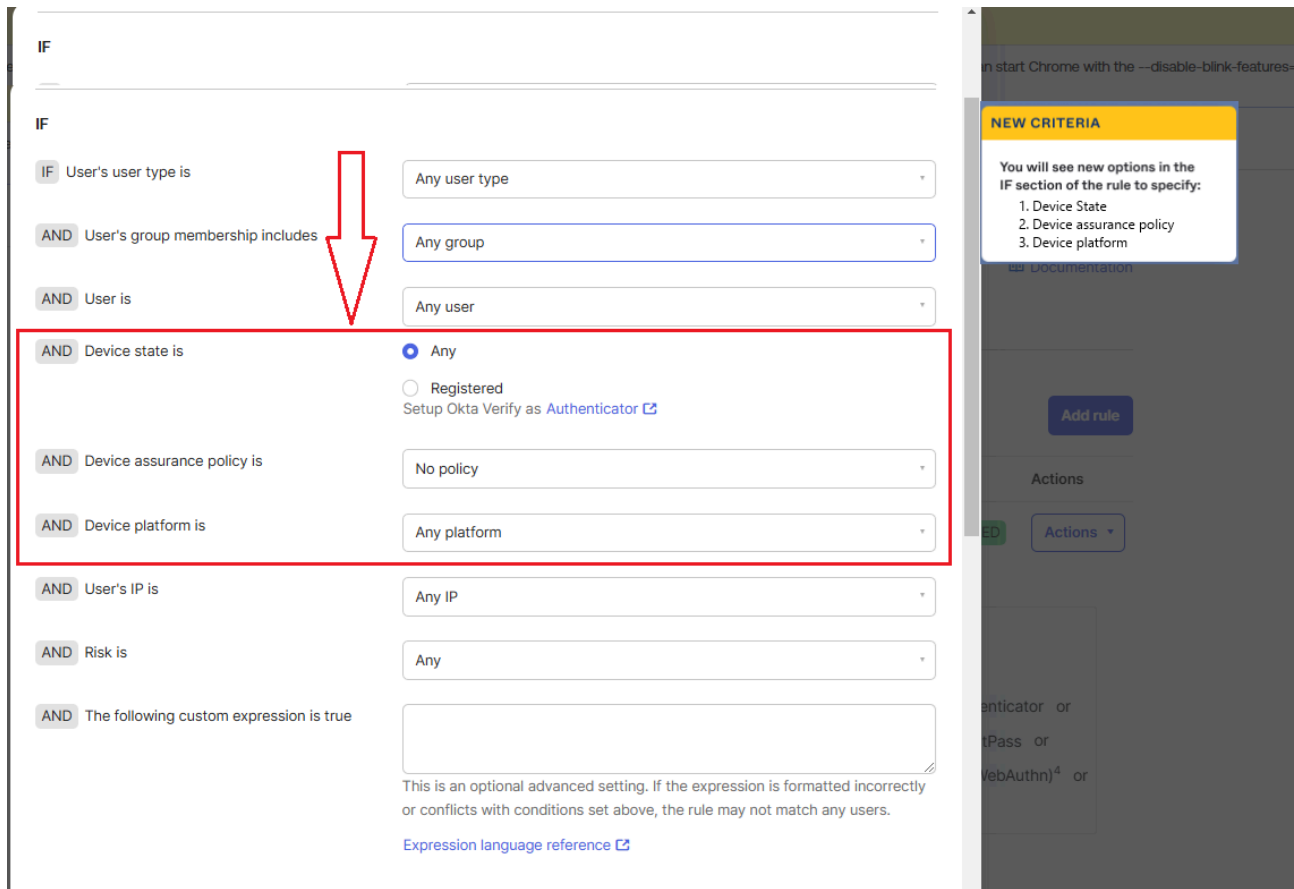 IF
n start Chrome with the --disable-blink-features=
IF
NEW CRITERIA
You will see new options in the
IF section of the rule to specify:
1. Device State
2. Device assurance policy
3. Device platform
Documentation
IF User's user type is
Any user type
AND User's group membership includes
Any group
AND User is
Any user
AND Device state is
Any
Registered
Setup Okta Verify as Authenticator
Add rule
AND Device assurance policy is
No policy
Actions
AND Device platform is
Any platform
ED
Actions
AND User's IP is
Any IP
AND Risk is
Any
AND The following custom expression is true
This is an optional advanced setting. If the expression is formatted incorrectly
or conflicts with conditions set above, the rule may not match any users.
Expression language reference
enticator or
tPass or
WebAuthn)4 or